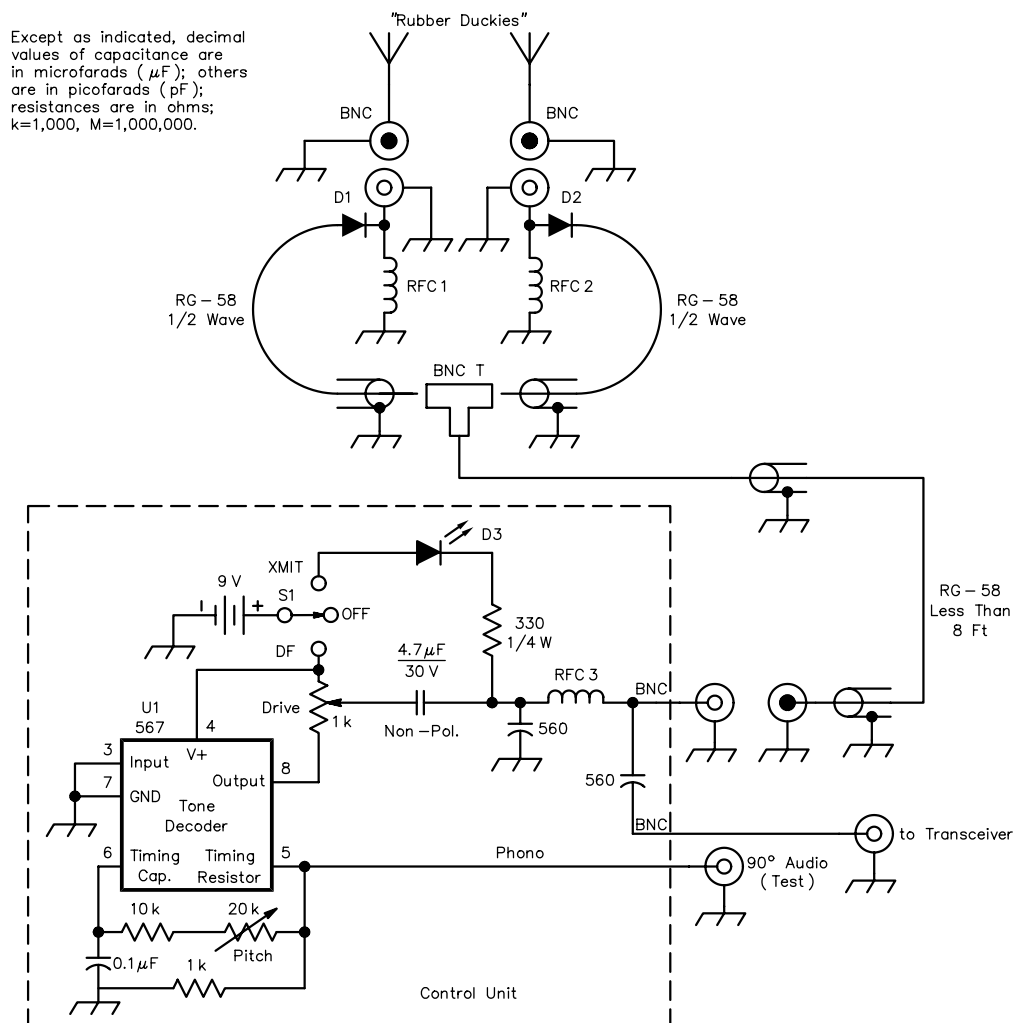 "Rubber Duckies"
Except as indicated, decimal
values of capacitance are
in microfarads (μF); others
are in picofarads (pF);
resistances are in ohms;
k=1,000, M=1,000,000.
BNC
BNC
D1
D2
RFC 1
RFC 2
RG–58
1/2 Wave
RG–58
1/2 Wave
BNC T
D3
XMIT
9 V
S1
+
OFF
DF
330
1/4 W
RG–58
Less Than
8 Ft
4.7μF
30 V
Non–Pol.
RFC 3
BNC
Drive
1 k
560
U1
567
4
3
V+
Input
7
GND
Output
8
Tone
Decoder
560
BNC
to Transceiver
6
Timing
Cap.
Timing
Resistor
5
Phono
90° Audio
(Test)
10 k
20 k
Pitch
0.1μF
1 k
Control Unit